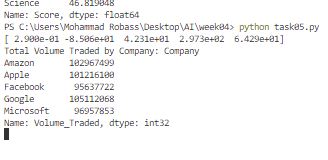 Science      46.819048
Name: Score, dtype: float64
PS C:\Users\Mohammad Robass\Desktop\AI\week04> python task05.py
[ 2.900e-01 -8.506e+01  4.231e+01  2.973e+02  6.429e+01]
Total Volume Traded by Company: Company
Amazon       102967499
Apple        101216100
Facebook      95637722
Google       105112068
Microsoft     96957853
Name: Volume_Traded, dtype: int32